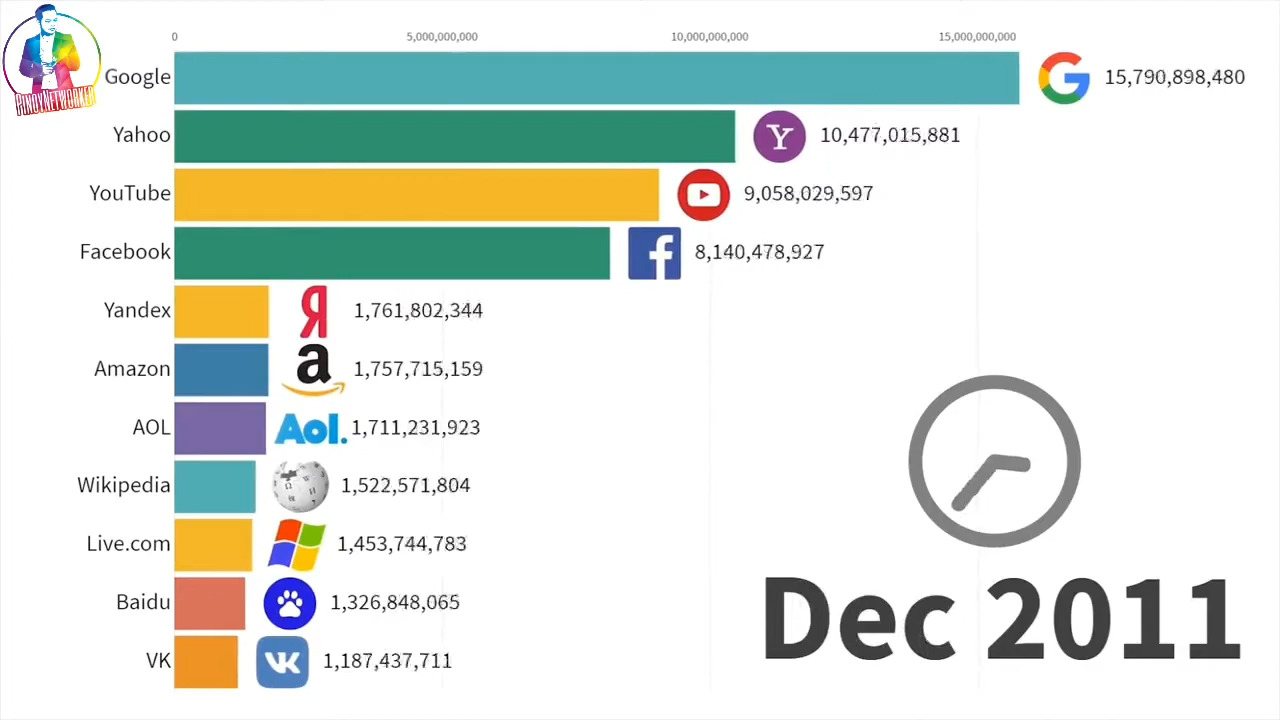 0 5,000,000,000 10,000,000,000 15,000,000,000
PINOYNETWORKER
Google G 15,790,898,480
Yahoo Y 10,477,015,881
YouTube 9,058,029,597
Facebook f 8,140,478,927
Yandex Я 1,761,802,344
Amazon a 1,757,715,159
AOL Aol. 1,711,231,923
Wikipedia 1,522,571,804
Live.com 1,453,744,783
Baidu 1,326,848,065
VK VK 1,187,437,711
Dec 2011